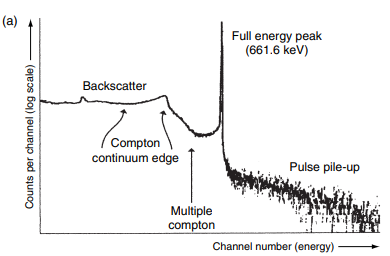 (a)
Full energy peak
(661.6 keV)
Backscatter
Compton
continuum edge
Pulse pile-up
Multiple
compton
Counts per channel (log scale)
Channel number (energy)